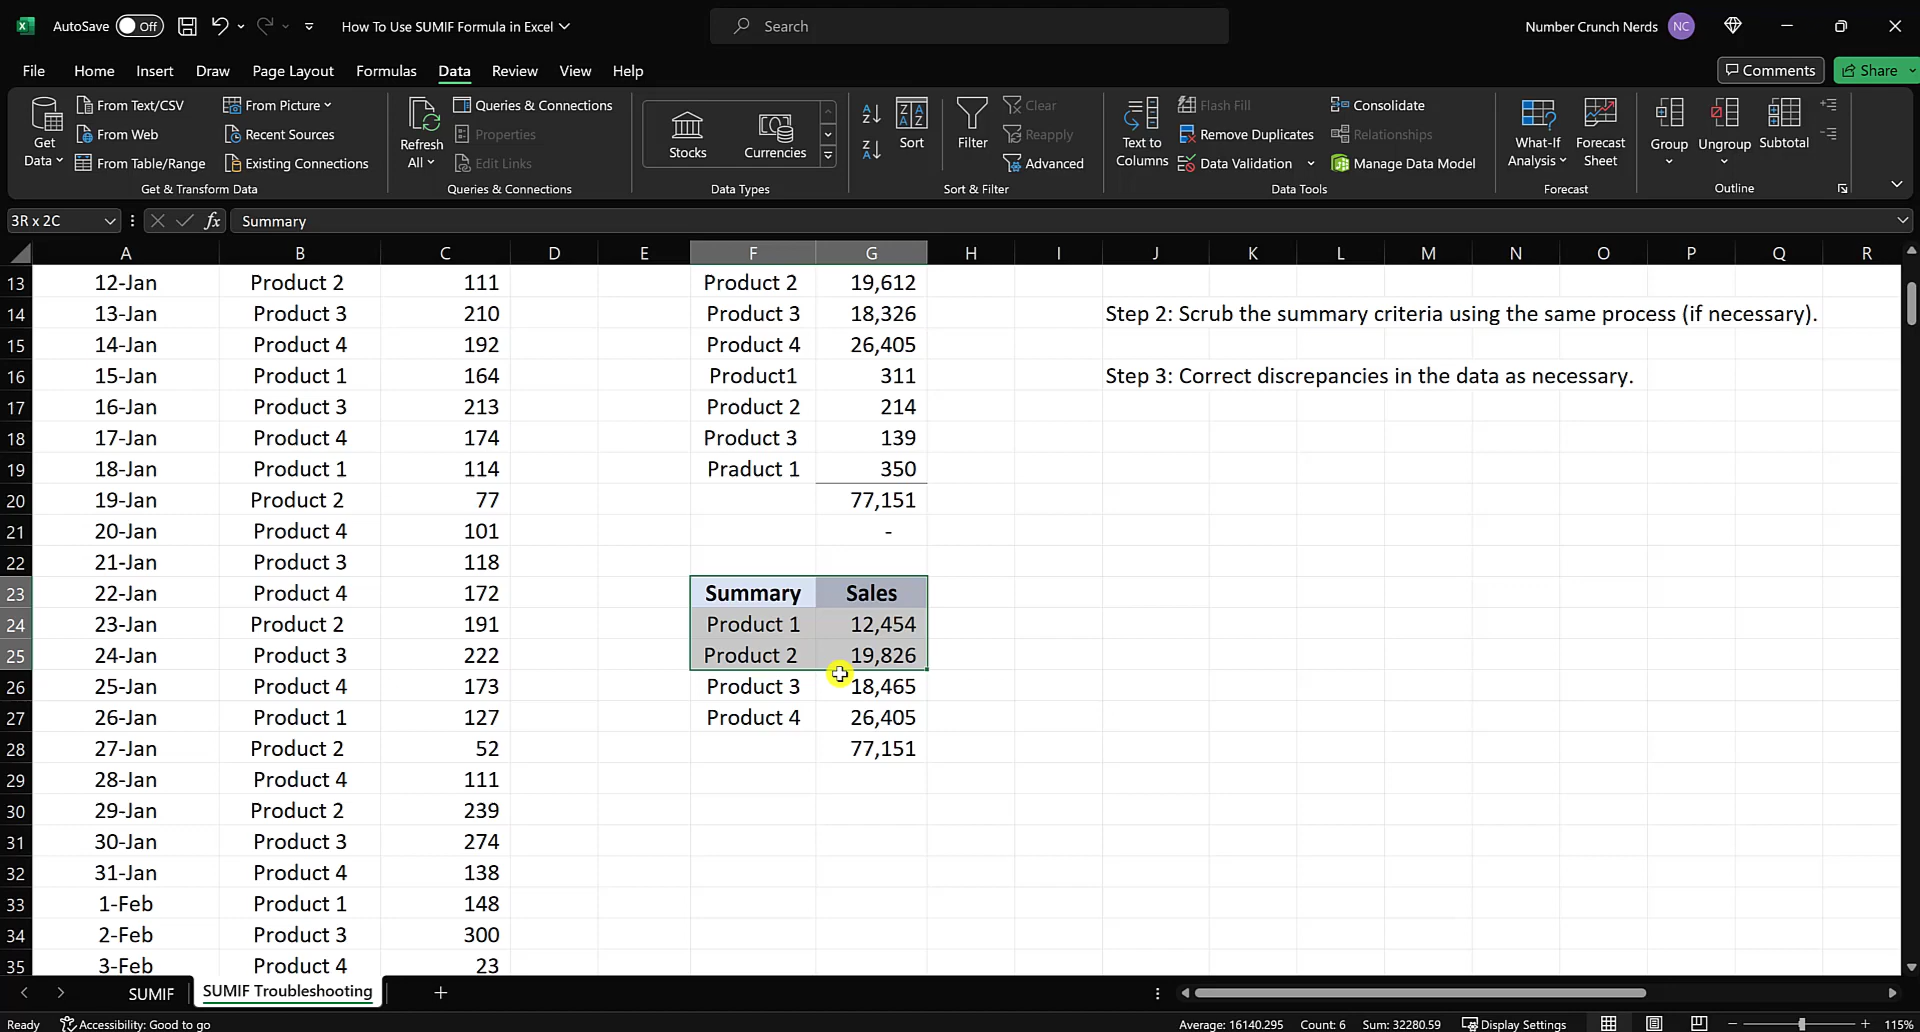 AutoSave Off How To Use SUMIF Formula in Excel Search Number Crunch Nerds NC
File Home Insert Draw Page Layout Formulas Data Review View Help Comments Share
Get Data
From Text/CSV
From Web
From Table/Range
From Picture
Recent Sources
Existing Connections
Get & Transform Data
Refresh All
Queries & Connections
Properties
Edit Links
Queries & Connections
Stocks
Currencies
Data Types
Sort
Filter
Clear
Reapply
Advanced
Sort & Filter
Text to Columns
Flash Fill
Remove Duplicates
Data Validation
Consolidate
Relationships
Manage Data Model
Data Tools
What-If Analysis
Forecast Sheet
Forecast
Group
Ungroup
Subtotal
Outline
3R x 2C fx Summary
A B C D E F G H I J K L M N O P Q R
13 12-Jan Product 2 111 Product 2 19,612
14 13-Jan Product 3 210 Product 3 18,326 Step 2: Scrub the summary criteria using the same process (if necessary).
15 14-Jan Product 4 192 Product 4 26,405
16 15-Jan Product 1 164 Product1 311 Step 3: Correct discrepancies in the data as necessary.
17 16-Jan Product 3 213 Product 2 214
18 17-Jan Product 4 174 Product 3 139
19 18-Jan Product 1 114 Praduct 1 350
20 19-Jan Product 2 77 77,151
21 20-Jan Product 4 101 -
22 21-Jan Product 3 118
23 22-Jan Product 4 172 Summary Sales
24 23-Jan Product 2 191 Product 1 12,454
25 24-Jan Product 3 222 Product 2 19,826
26 25-Jan Product 4 173 Product 3 18,465
27 26-Jan Product 1 127 Product 4 26,405
28 27-Jan Product 2 52 77,151
29 28-Jan Product 4 111
30 29-Jan Product 2 239
31 30-Jan Product 3 274
32 31-Jan Product 4 138
33 1-Feb Product 1 148
34 2-Feb Product 3 300
35 3-Feb Product 4 23
SUMIF SUMIF Troubleshooting
Ready Accessibility: Good to go Average: 16140.295 Count: 6 Sum: 32280.59 Display Settings 115%